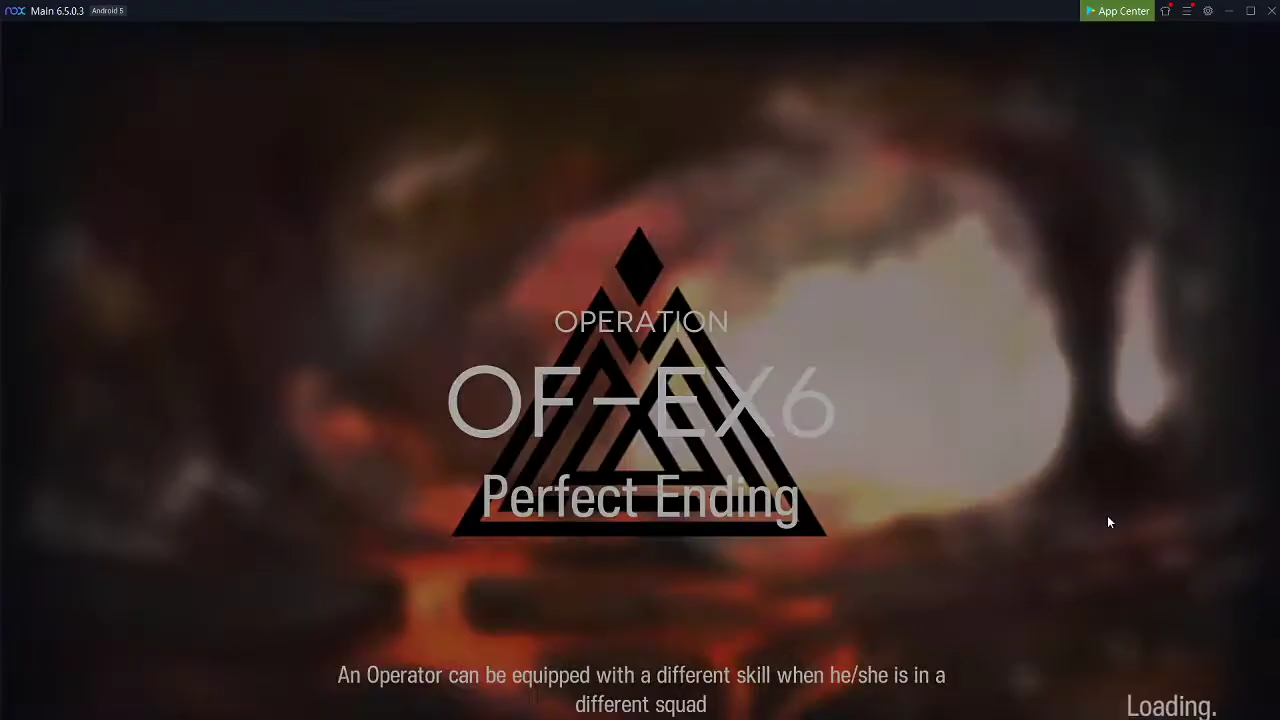 nox Main 6.5.0.3 Android 5 App Center
OPERATION
OF-EX6
Perfect Ending
An Operator can be equipped with a different skill when he/she is in a
different squad
Loading.